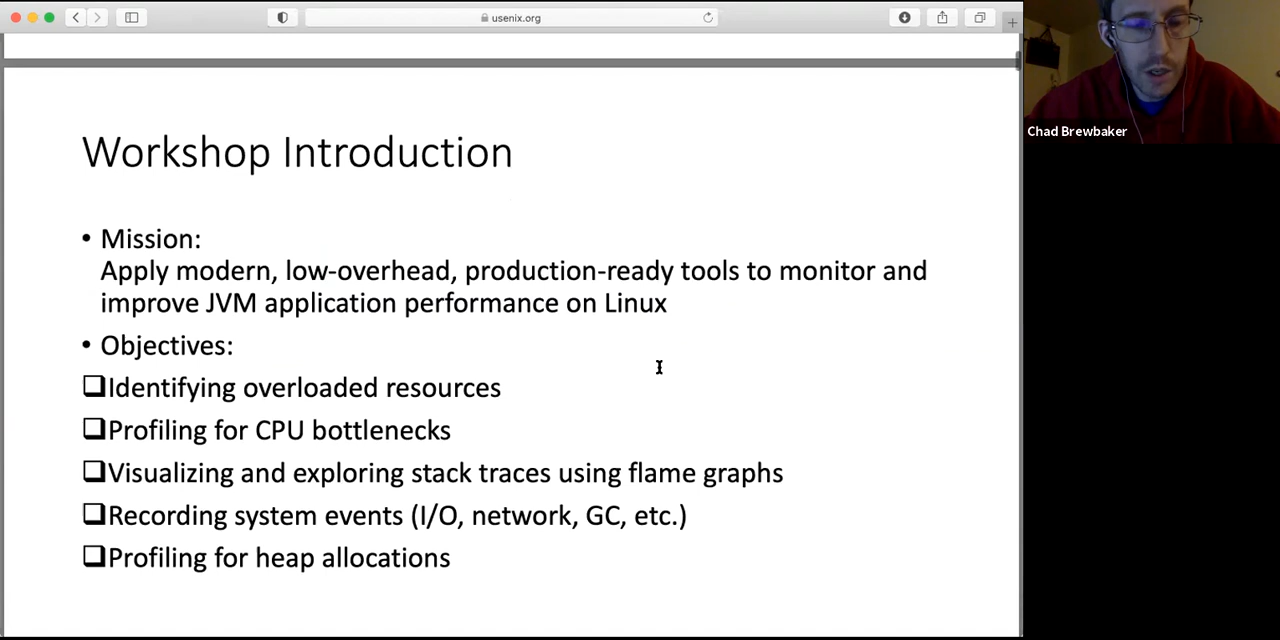 usenix.org
Workshop Introduction
• Mission:
Apply modern, low-overhead, production-ready tools to monitor and
improve JVM application performance on Linux
• Objectives:
❑Identifying overloaded resources
❑Profiling for CPU bottlenecks
❑Visualizing and exploring stack traces using flame graphs
❑Recording system events (I/O, network, GC, etc.)
❑Profiling for heap allocations
Chad Brewbaker